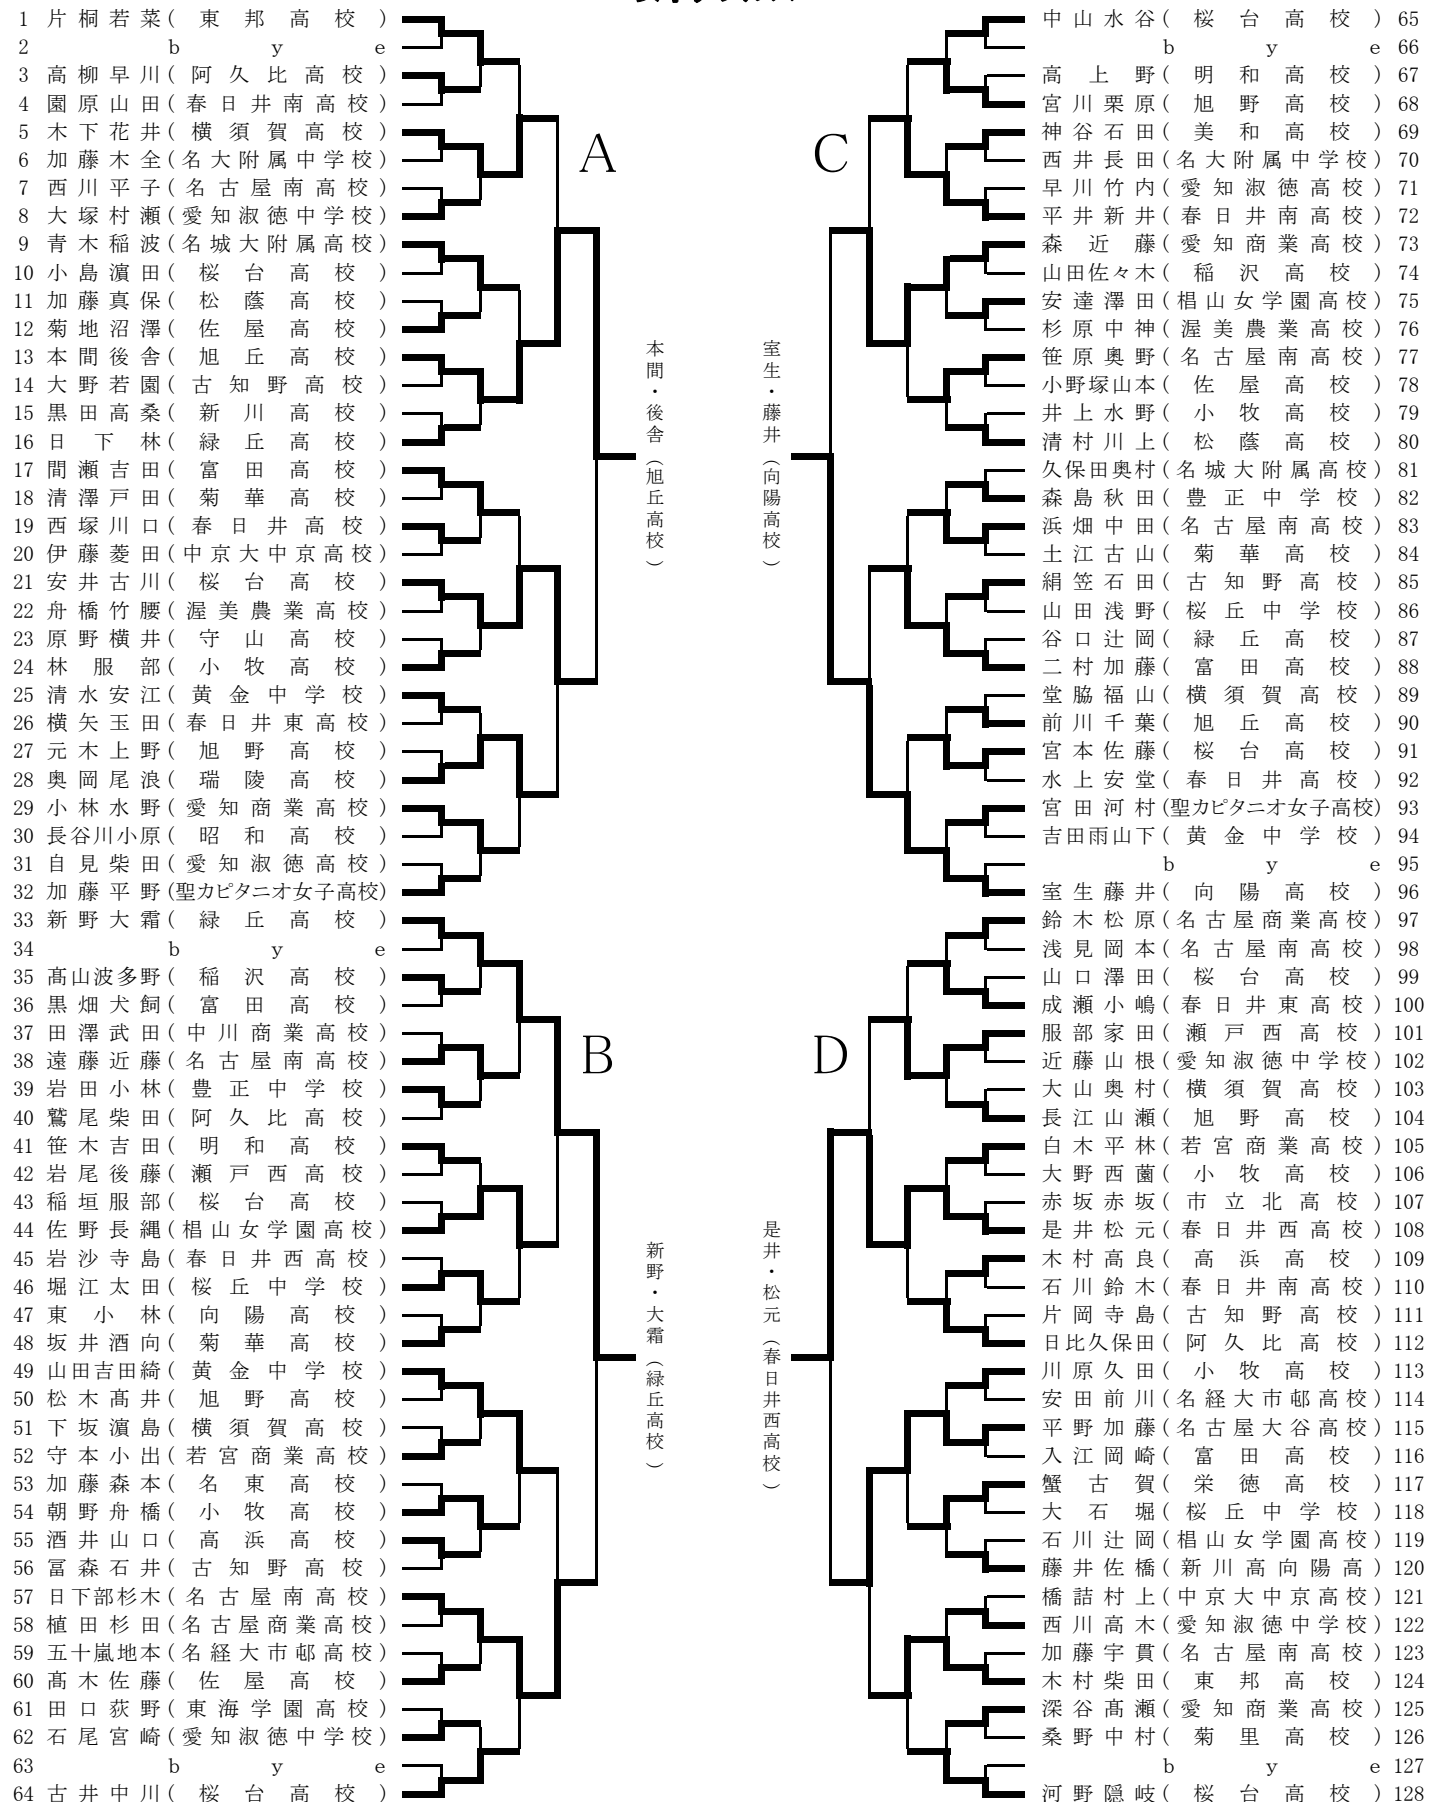 1 片桐若菜(東邦高校)
2 bye
3 高柳早川(阿久比高校)
4 園原山田(春日井南高校)
5 木下花井(横須賀高校)
6 加藤木全(名大附属中学校)
7 西川平子(名古屋南高校)
8 大塚村瀬(愛知淑徳中学校)
9 青木稲波(名城大附属高校)
10 小島濵田(桜台高校)
11 加藤真保(松蔭高校)
12 菊地沼澤(佐屋高校)
13 本間後舎(旭丘高校)
14 大野若園(古知野高校)
15 黒田高桑(新川高校)
16 日下林(緑丘高校)
17 間瀬吉田(富田高校)
18 清澤戸田(菊華高校)
19 西塚川口(春日井高校)
20 伊藤菱田(中京大中京高校)
21 安井古川(桜台高校)
22 舟橋竹腰(渥美農業高校)
23 原野横井(守山高校)
24 林服部(小牧高校)
25 清水安江(黄金中学校)
26 横矢玉田(春日井東高校)
27 元木上野(旭野高校)
28 奥岡尾浪(瑞陵高校)
29 小林水野(愛知商業高校)
30 長谷川小原(昭和高校)
31 自見柴田(愛知淑徳高校)
32 加藤平野(聖カピタニオ女子高校)
33 新野大霜(緑丘高校)
34 bye
35 髙山波多野(稲沢高校)
36 黒畑犬飼(富田高校)
37 田澤武田(中川商業高校)
38 遠藤近藤(名古屋南高校)
39 岩田小林(豊正中学校)
40 鷲尾柴田(阿久比高校)
41 笹木吉田(明和高校)
42 岩尾後藤(瀬戸西高校)
43 稲垣服部(桜台高校)
44 佐野長縄(椙山女学園高校)
45 岩沙寺島(春日井西高校)
46 堀江太田(桜丘中学校)
47 東小林(向陽高校)
48 坂井酒向(菊華高校)
49 山田吉田綺(黄金中学校)
50 松木髙井(旭野高校)
51 下坂濵島(横須賀高校)
52 守本小出(若宮商業高校)
53 加藤森本(名東高校)
54 朝野舟橋(小牧高校)
55 酒井山口(高浜高校)
56 冨森石井(古知野高校)
57 日下部杉木(名古屋南高校)
58 植田杉田(名古屋商業高校)
59 五十嵐地本(名経大市邨高校)
60 髙木佐藤(佐屋高校)
61 田口荻野(東海学園高校)
62 石尾宮崎(愛知淑徳中学校)
63 bye
64 古井中川(桜台高校)
A
B
本間・後舎(旭丘高校)
新野・大霜(緑丘高校)
C
D
室生・藤井(向陽高校)
是井・松元(春日井西高校)
中山水谷(桜台高校) 65
bye 66
高上野(明和高校) 67
宮川栗原(旭野高校) 68
神谷石田(美和高校) 69
西井長田(名大附属中学校) 70
早川竹内(愛知淑徳高校) 71
平井新井(春日井南高校) 72
森近藤(愛知商業高校) 73
山田佐々木(稲沢高校) 74
安達澤田(椙山女学園高校) 75
杉原中神(渥美農業高校) 76
笹原奥野(名古屋南高校) 77
小野塚山本(佐屋高校) 78
井上水野(小牧高校) 79
清村川上(松蔭高校) 80
久保田奥村(名城大附属高校) 81
森島秋田(豊正中学校) 82
浜畑中田(名古屋南高校) 83
土江古山(菊華高校) 84
絹笠石田(古知野高校) 85
山田浅野(桜丘中学校) 86
谷口辻岡(緑丘高校) 87
二村加藤(富田高校) 88
堂脇福山(横須賀高校) 89
前川千葉(旭丘高校) 90
宮本佐藤(桜台高校) 91
水上安堂(春日井高校) 92
宮田河村(聖カピタニオ女子高校) 93
吉田雨山下(黄金中学校) 94
bye 95
室生藤井(向陽高校) 96
鈴木松原(名古屋商業高校) 97
浅見岡本(名古屋南高校) 98
山口澤田(桜台高校) 99
成瀬小嶋(春日井東高校) 100
服部家田(瀬戸西高校) 101
近藤山根(愛知淑徳中学校) 102
大山奥村(横須賀高校) 103
長江山瀬(旭野高校) 104
白木平林(若宮商業高校) 105
大野西薗(小牧高校) 106
赤坂赤坂(市立北高校) 107
是井松元(春日井西高校) 108
木村高良(高浜高校) 109
石川鈴木(春日井南高校) 110
片岡寺島(古知野高校) 111
日比久保田(阿久比高校) 112
川原久田(小牧高校) 113
安田前川(名経大市邨高校) 114
平野加藤(名古屋大谷高校) 115
入江岡崎(富田高校) 116
蟹古賀(栄徳高校) 117
大石堀(桜丘中学校) 118
石川辻岡(椙山女学園高校) 119
藤井佐橋(新川高向陽高) 120
橋詰村上(中京大中京高校) 121
西川高木(愛知淑徳中学校) 122
加藤宇貫(名古屋南高校) 123
木村柴田(東邦高校) 124
深谷髙瀬(愛知商業高校) 125
桑野中村(菊里高校) 126
bye 127
河野隠岐(桜台高校) 128